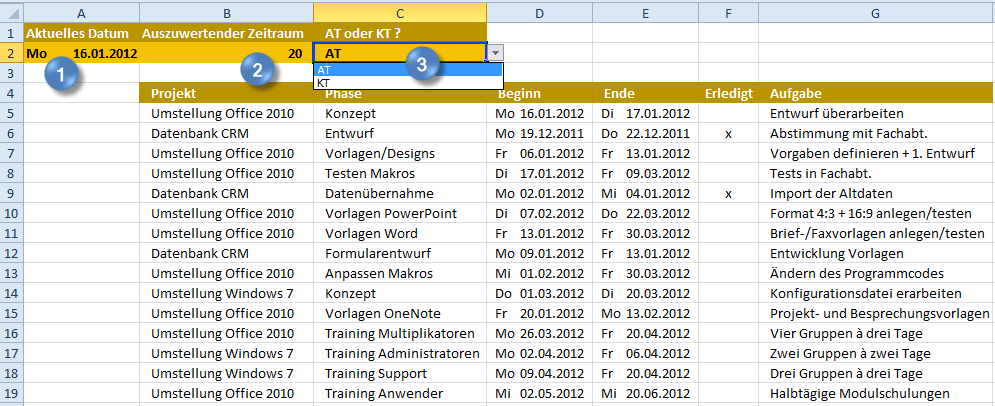 A B C D E F G
1 Aktuelles Datum Auszuwertender Zeitraum AT oder KT ?
2 Mo 16.01.2012 20 AT
1 2 3
AT
3
KT
4 Projekt Phase Beginn Ende Erledigt Aufgabe
5 Umstellung Office 2010 Konzept Mo 16.01.2012 Di 17.01.2012 Entwurf überarbeiten
6 Datenbank CRM Entwurf Mo 19.12.2011 Do 22.12.2011 x Abstimmung mit Fachabt.
7 Umstellung Office 2010 Vorlagen/Designs Fr 06.01.2012 Fr 13.01.2012 Vorgaben definieren + 1. Entwurf
8 Umstellung Office 2010 Testen Makros Di 17.01.2012 Fr 09.03.2012 Tests in Fachabt.
9 Datenbank CRM Datenübernahme Mo 02.01.2012 Mi 04.01.2012 x Import der Altdaten
10 Umstellung Office 2010 Vorlagen PowerPoint Di 07.02.2012 Do 22.03.2012 Format 4:3 + 16:9 anlegen/testen
11 Umstellung Office 2010 Vorlagen Word Fr 13.01.2012 Fr 30.03.2012 Brief-/Faxvorlagen anlegen/testen
12 Datenbank CRM Formularentwurf Mo 09.01.2012 Fr 13.01.2012 Entwicklung Vorlagen
13 Umstellung Office 2010 Anpassen Makros Mi 01.02.2012 Fr 30.03.2012 Ändern des Programmcodes
14 Umstellung Windows 7 Konzept Do 01.03.2012 Di 20.03.2012 Konfigurationsdatei erarbeiten
15 Umstellung Office 2010 Vorlagen OneNote Fr 20.01.2012 Mo 13.02.2012 Projekt- und Besprechungsvorlagen
16 Umstellung Office 2010 Training Multiplikatoren Mo 26.03.2012 Fr 20.04.2012 Vier Gruppen à drei Tage
17 Umstellung Windows 7 Training Administratoren Mo 02.04.2012 Fr 06.04.2012 Zwei Gruppen à zwei Tage
18 Umstellung Windows 7 Training Support Mo 09.04.2012 Fr 20.04.2012 Drei Gruppen à drei Tage
19 Umstellung Office 2010 Training Anwender Mi 02.05.2012 Mi 20.06.2012 Halbtägige Modulschulungen